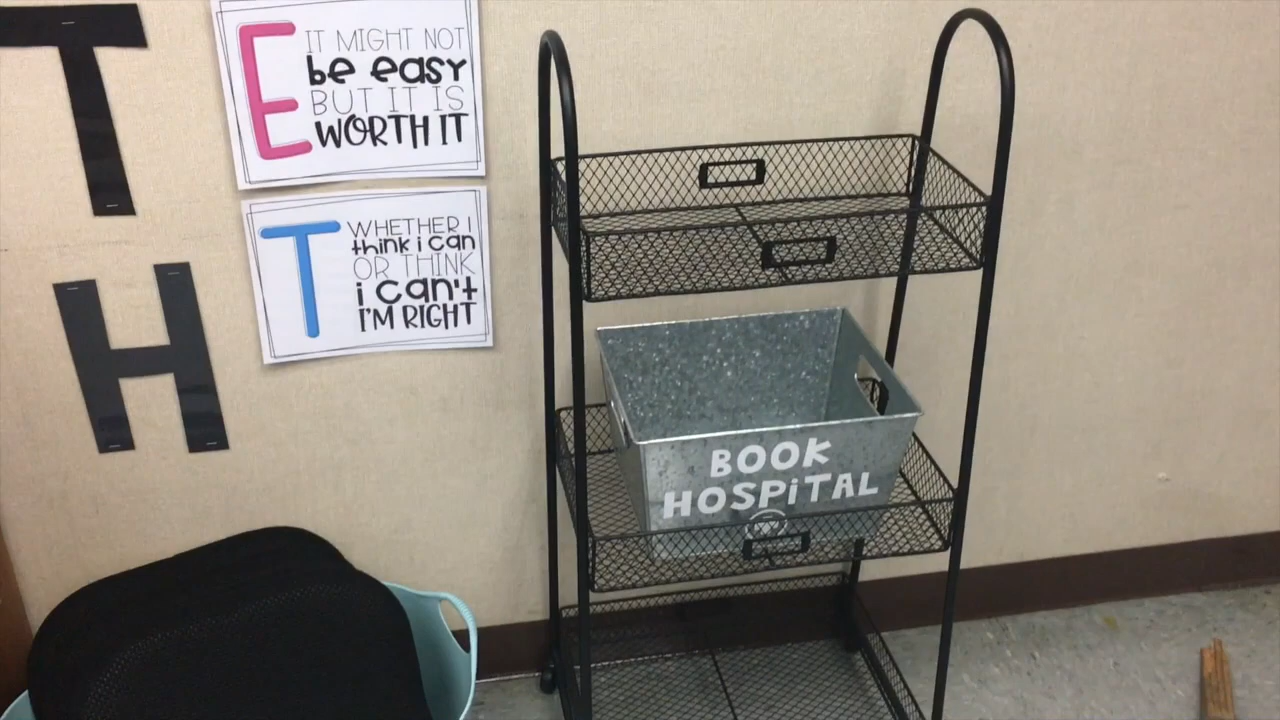 T
H
E
IT MIGHT NOT
be easy
BUT IT IS
WORTH IT
T
WHETHER I
think i can
OR THINK
i can't
I'M RIGHT
BOOK
HOSPiTAL